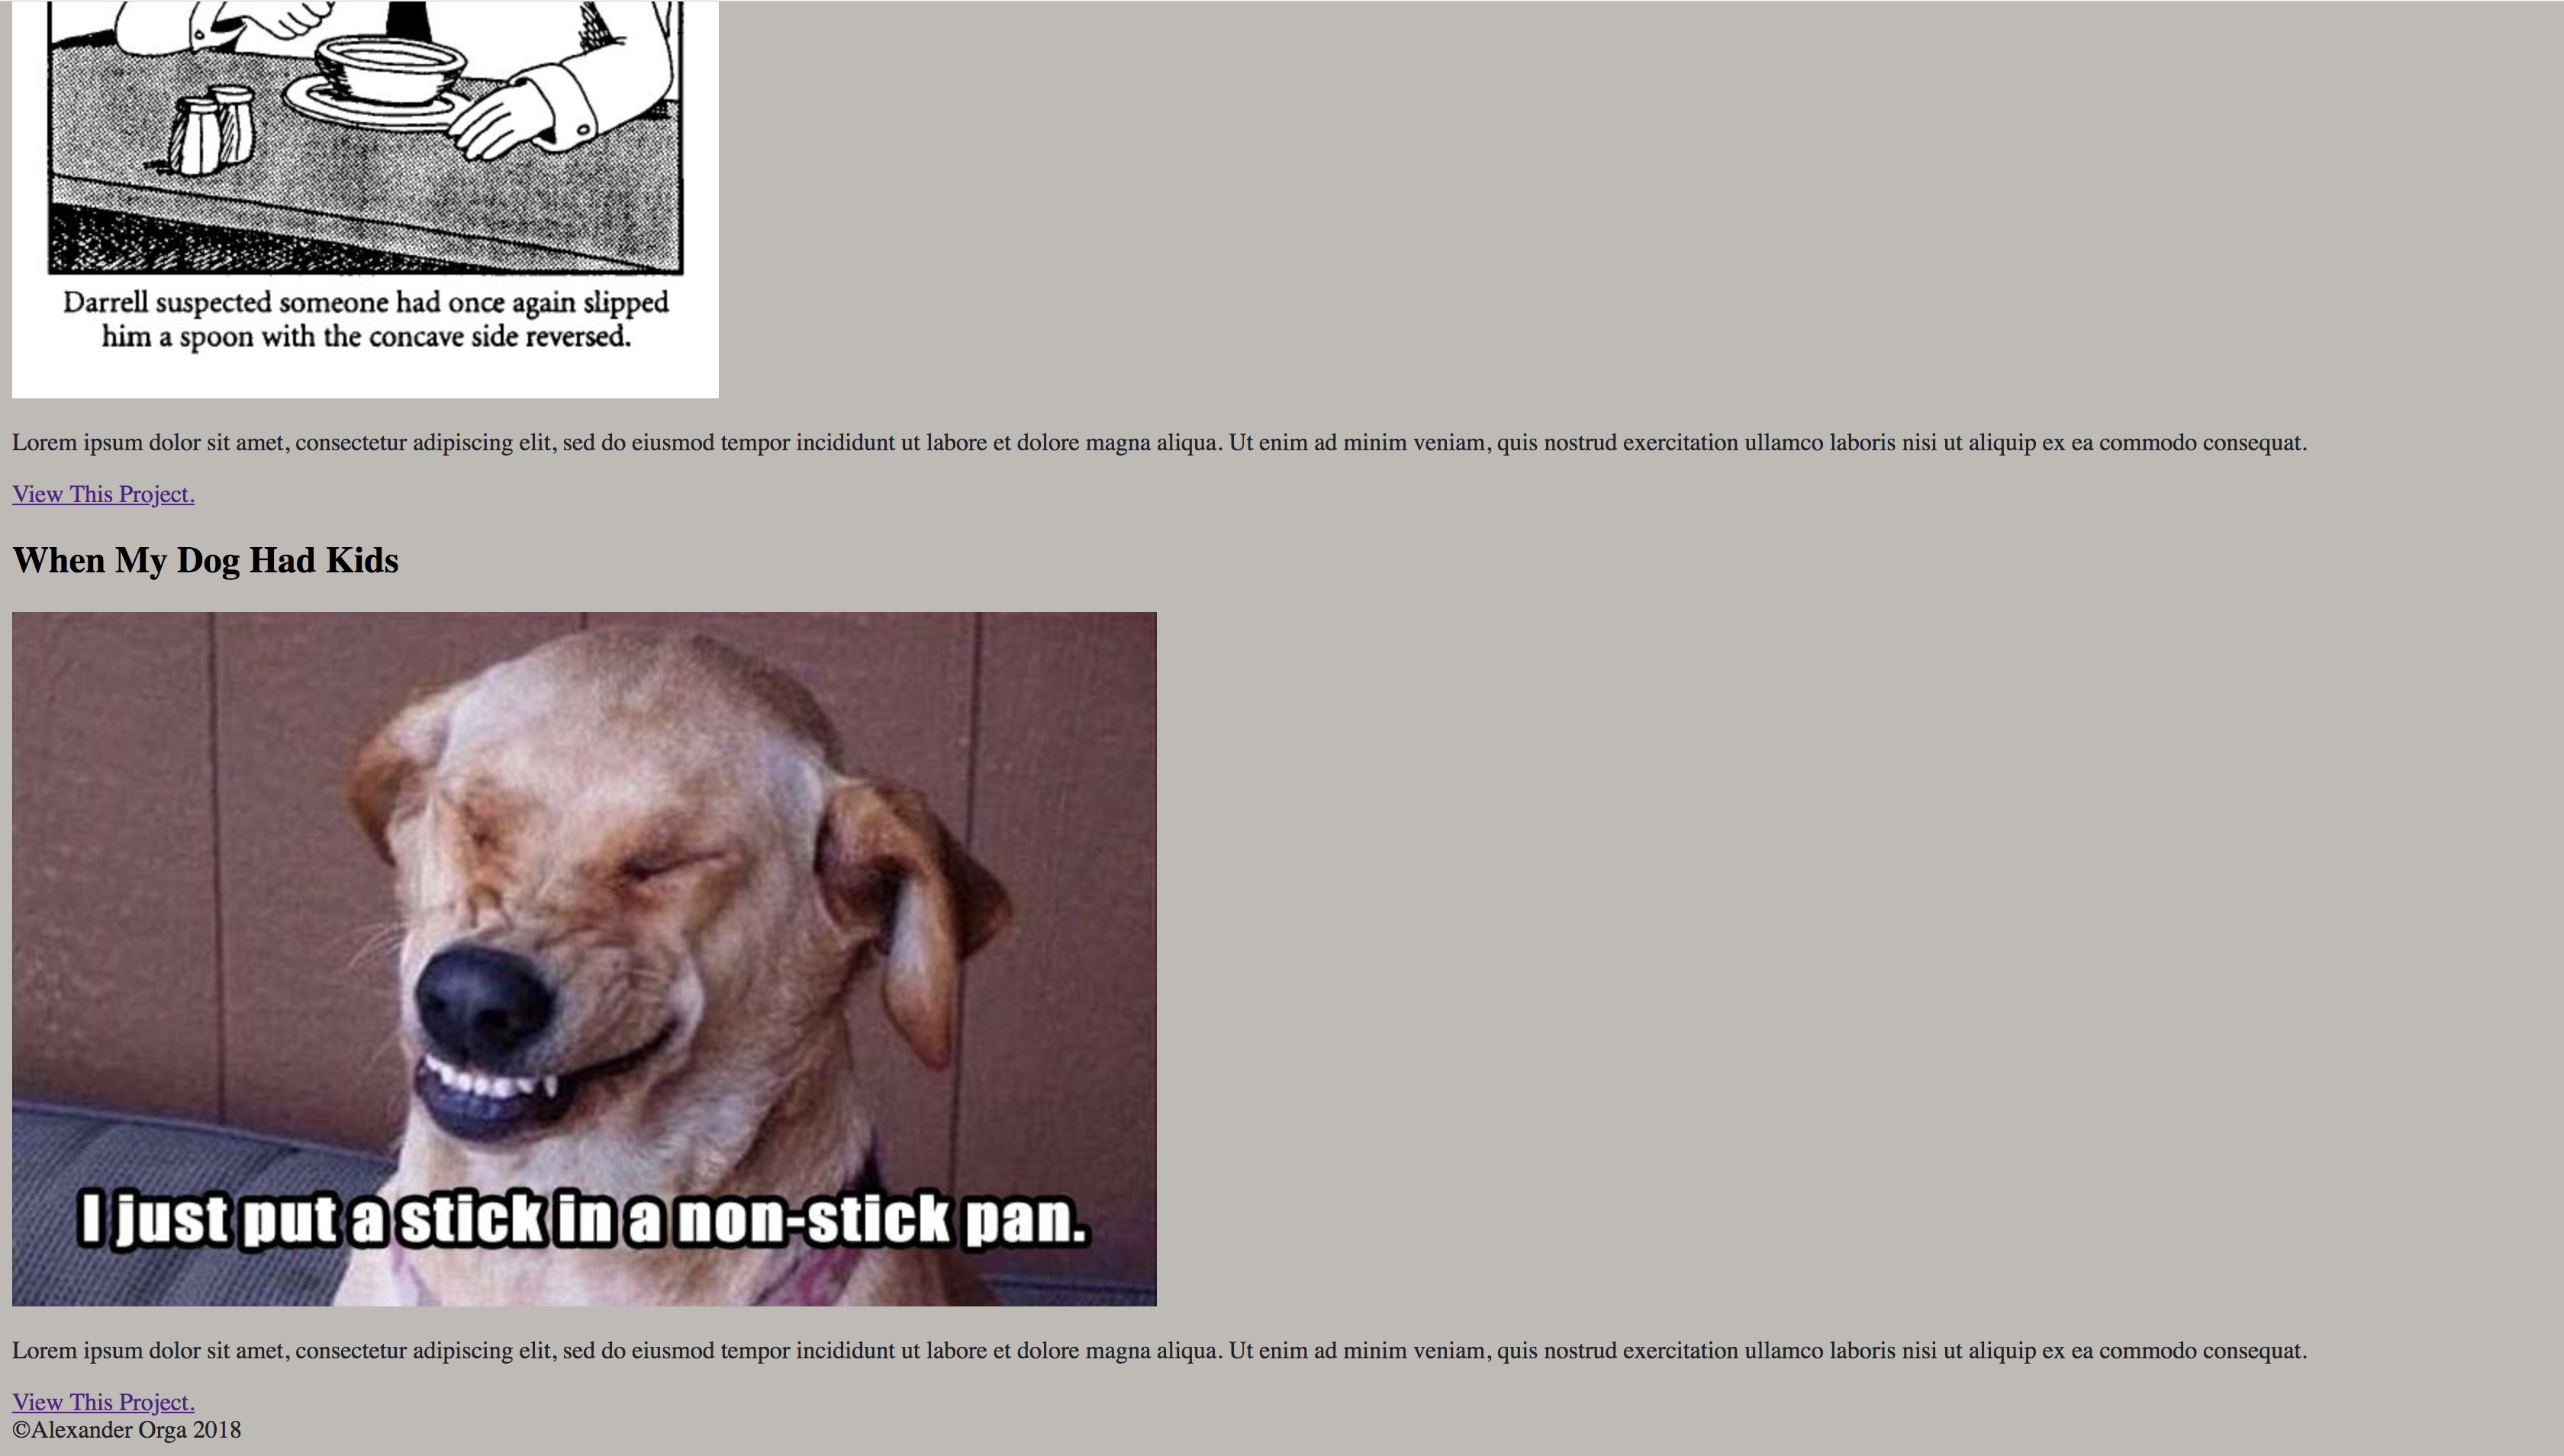 Darrell suspected someone had once again slipped
him a spoon with the concave side reversed.
Lorem ipsum dolor sit amet, consectetur adipiscing elit, sed do eiusmod tempor incididunt ut labore et dolore magna aliqua. Ut enim ad minim veniam, quis nostrud exercitation ullamco laboris nisi ut aliquip ex ea commodo consequat.
View This Project.
When My Dog Had Kids
I just put a stick in a non-stick pan.
Lorem ipsum dolor sit amet, consectetur adipiscing elit, sed do eiusmod tempor incididunt ut labore et dolore magna aliqua. Ut enim ad minim veniam, quis nostrud exercitation ullamco laboris nisi ut aliquip ex ea commodo consequat.
View This Project.
©Alexander Orga 2018